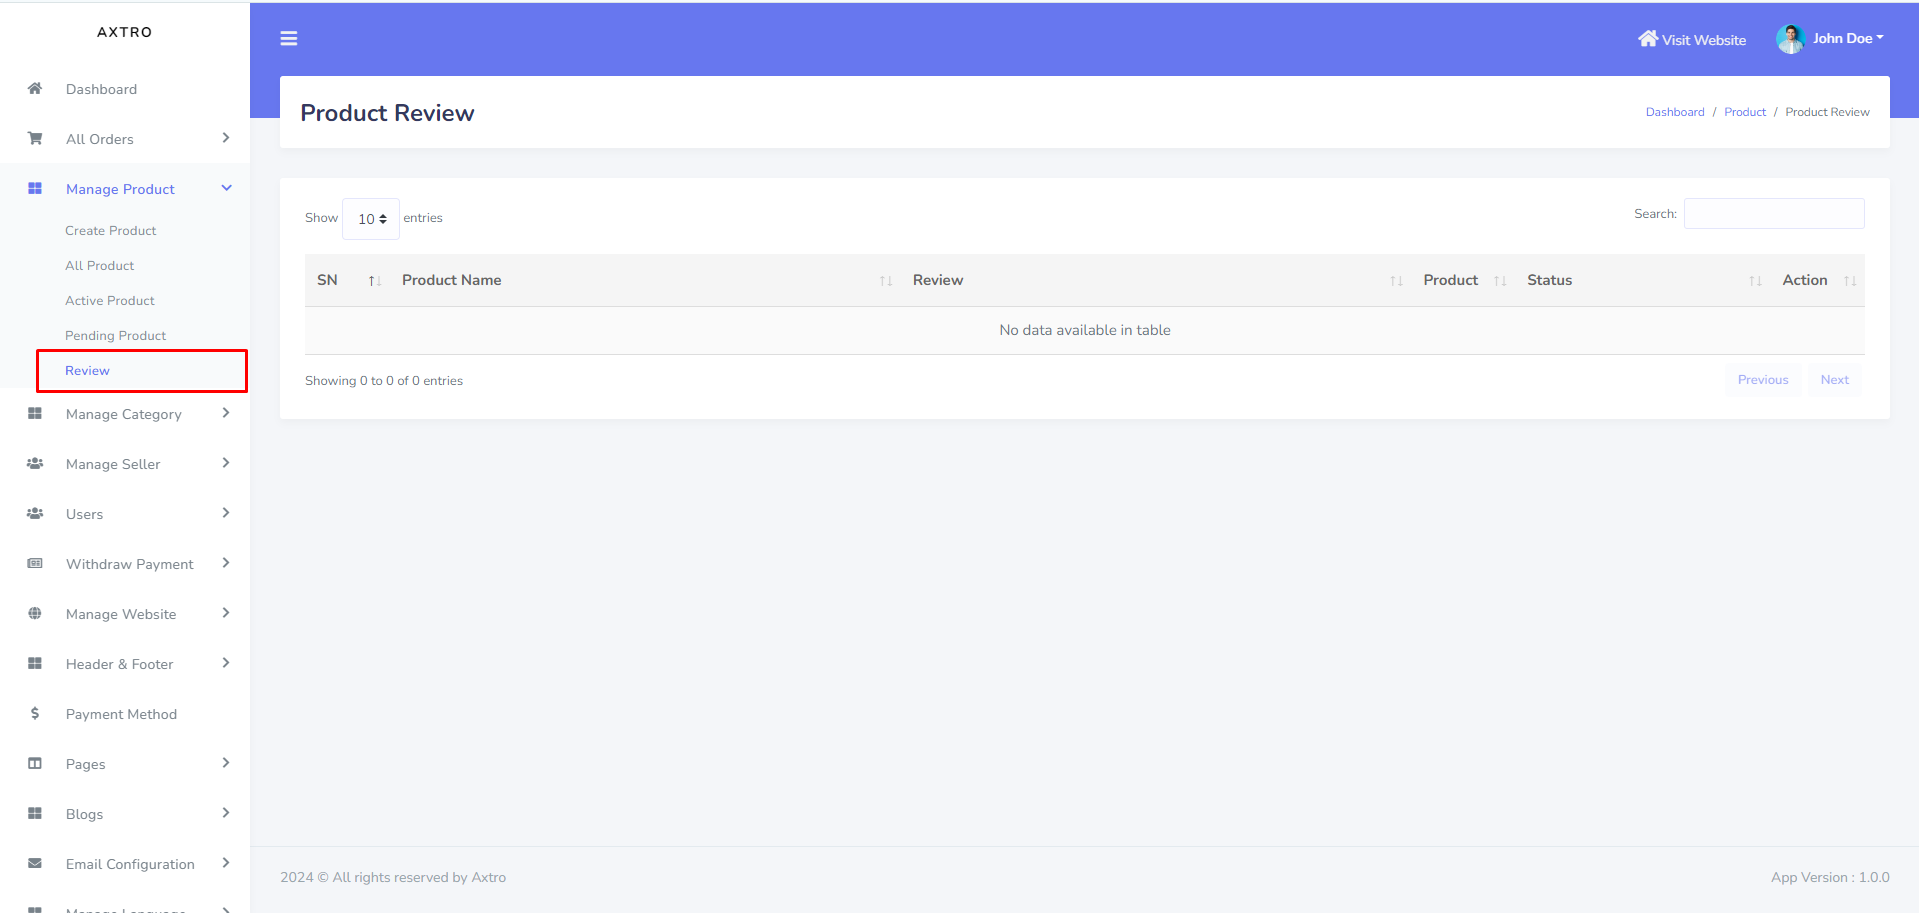 AXTRO
Dashboard
All Orders
Manage Product
Create Product
All Product
Active Product
Pending Product
Review
Manage Category
Manage Seller
Users
Withdraw Payment
Manage Website
Header & Footer
Payment Method
Pages
Blogs
Email Configuration
Manage Language
Visit Website
John Doe
Product Review
Dashboard / Product / Product Review
Show 10 entries
Search:
SN Product Name Review Product Status Action
No data available in table
Showing 0 to 0 of 0 entries
Previous Next
2024 © All rights reserved by Axtro
App Version : 1.0.0